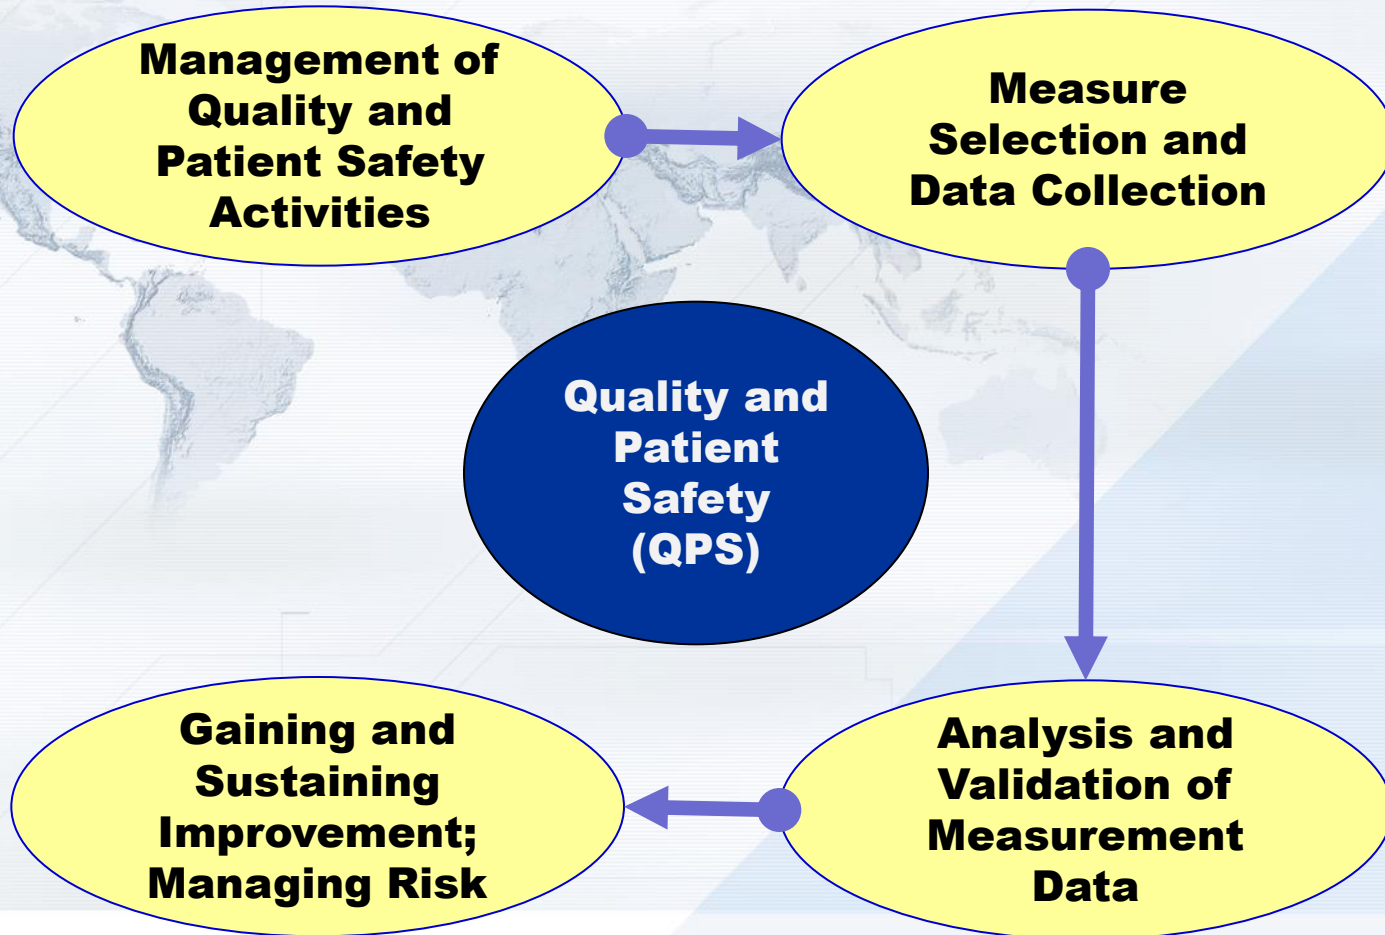 Management of
Quality and
Patient Safety
Activities
Measure
Selection and
Data Collection
Quality and
Patient
Safety
(QPS)
Gaining and
Sustaining
Improvement;
Managing Risk
Analysis and
Validation of
Measurement
Data